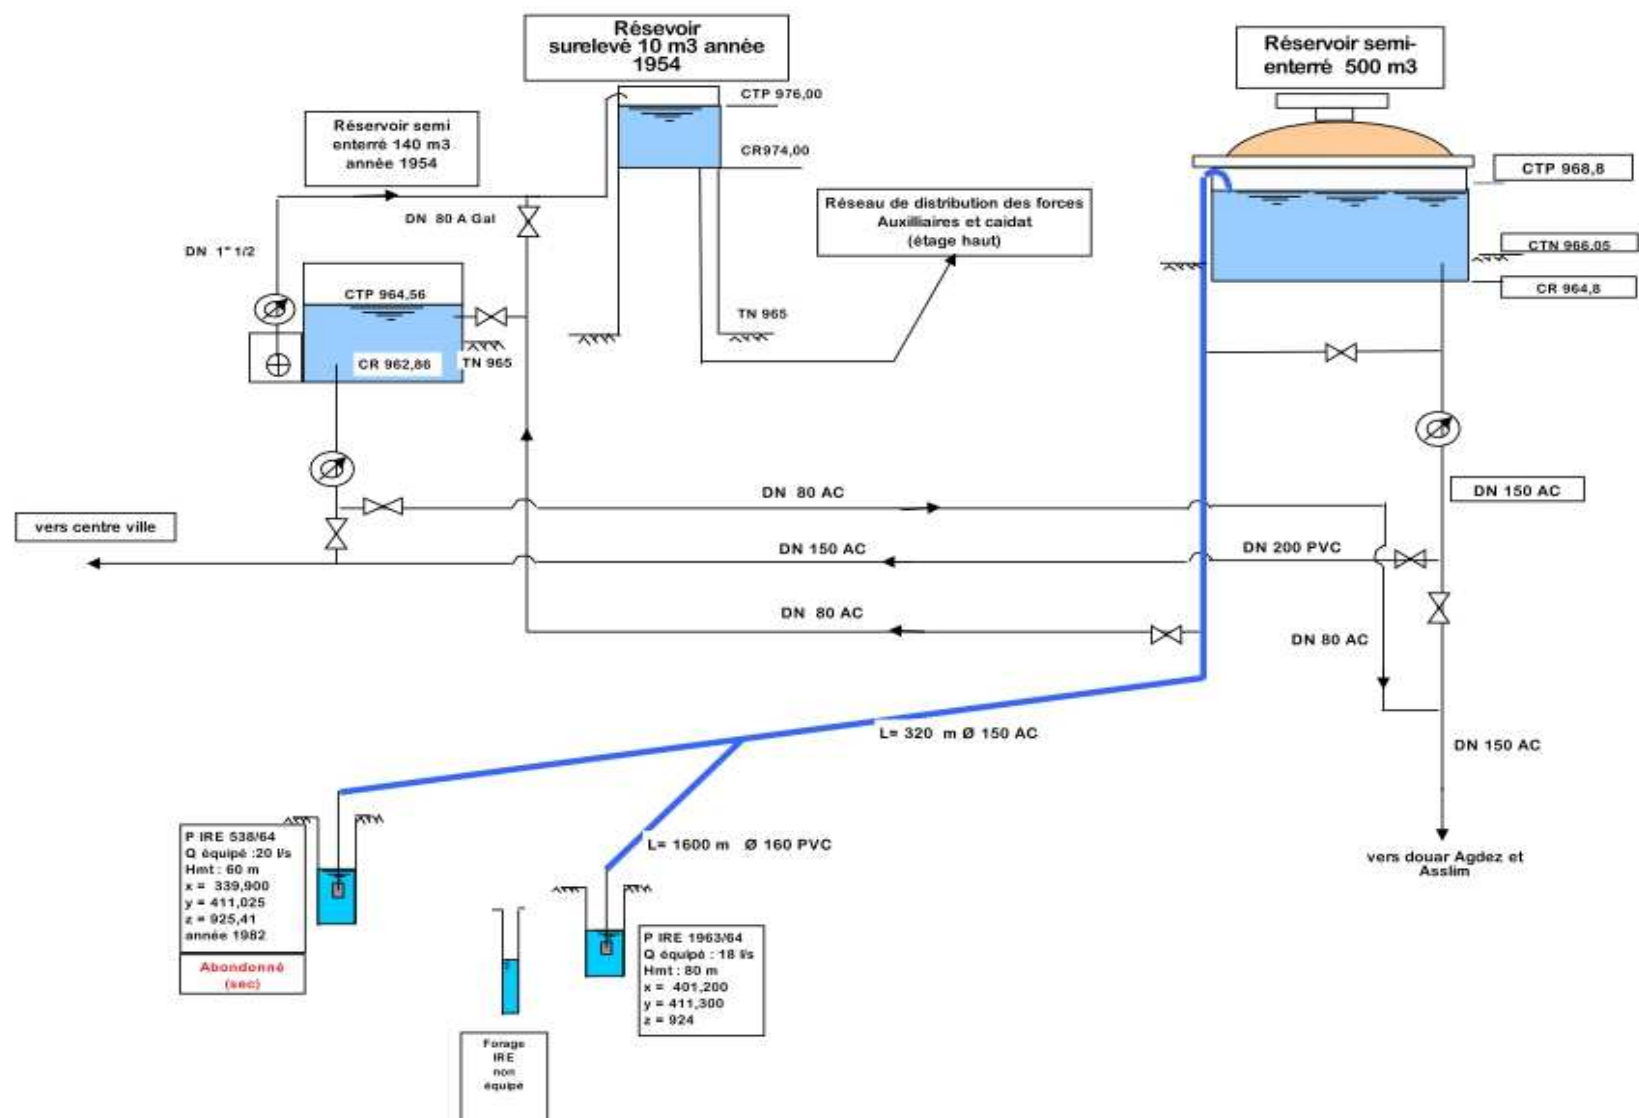 Résevoir
surelevé 10 m3 année
1954
Réservoir semi-
enterré 500 m3
CTP 976,00
Réservoir semi
enterré 140 m3
année 1954
CR974,00
CTP 968,8
DN 80 A Gal
Réseau de distribution des forces
Auxilliaires et caidat
(étage haut)
DN 1" 1/2
CTN 966.05
CTP 964,56
CR 964,8
TN 965
CR 962,86
TN 965
DN 80 AC
DN 150 AC
vers centre ville
DN 150 AC
DN 200 PVC
DN 80 AC
DN 80 AC
L= 320 m Ø 150 AC
DN 150 AC
P IRE 538/64
Q équipé :20 l/s
Hmt : 60 m
x = 339,900
y = 411,025
z = 925,41
année 1982
Abondonné
(sec)
L= 1600 m Ø 160 PVC
vers douar Agdez et
Asslim
P IRE 1963/64
Q équipé : 18 l/s
Hmt : 80 m
x = 401,200
y = 411,300
z = 924
Forage
IRE
non
équipé